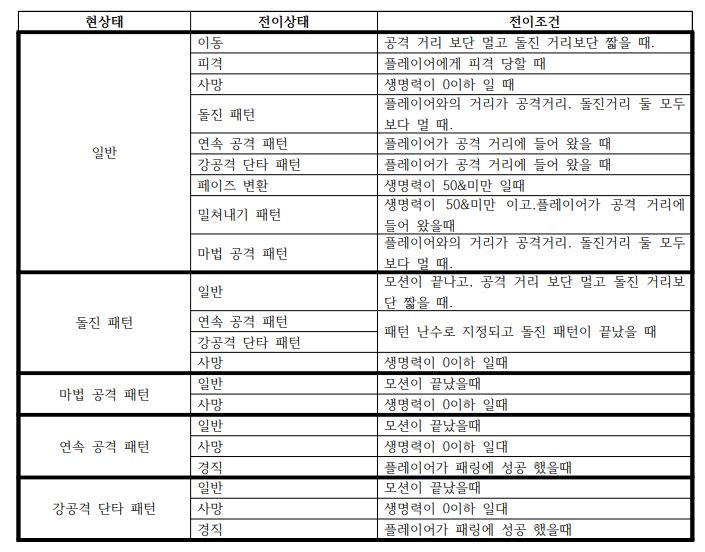 현상태 전이상태 전이조건
일반
이동 공격 거리 보단 멀고 돌진 거리보단 짧을 때.
피격 플레이어에게 피격 당할 때
사망 생명력이 0이하 일 때
돌진 패턴 플레이어와의 거리가 공격거리, 돌진거리 둘 모두
보다 멀 때.
연속 공격 패턴 플레이어가 공격 거리에 들어 왔을 때
강공격 단타 패턴 플레이어가 공격 거리에 들어 왔을 때
페이즈 변환 생명력이 50&미만 일때
밀쳐내기 패턴 생명력이 50&미만 이고,플레이어가 공격 거리에
들어 왔을때
마법 공격 패턴 플레이어와의 거리가 공격거리, 돌진거리 둘 모두
보다 멀 때.
돌진 패턴
일반 모션이 끝나고, 공격 거리 보단 멀고 돌진 거리보
단 짧을 때.
연속 공격 패턴
강공격 단타 패턴
패턴 난수로 지정되고 돌진 패턴이 끝났을 때
사망 생명력이 0이하 일때
마법 공격 패턴
일반 모션이 끝났을때
사망 생명력이 0이하 일때
연속 공격 패턴
일반 모션이 끝났을때
사망 생명력이 0이하 일대
경직 플레이어가 패링에 성공 했을때
강공격 단타 패턴
일반 모션이 끝났을때
사망 생명력이 0이하 일대
경직 플레이어가 패링에 성공 했을때